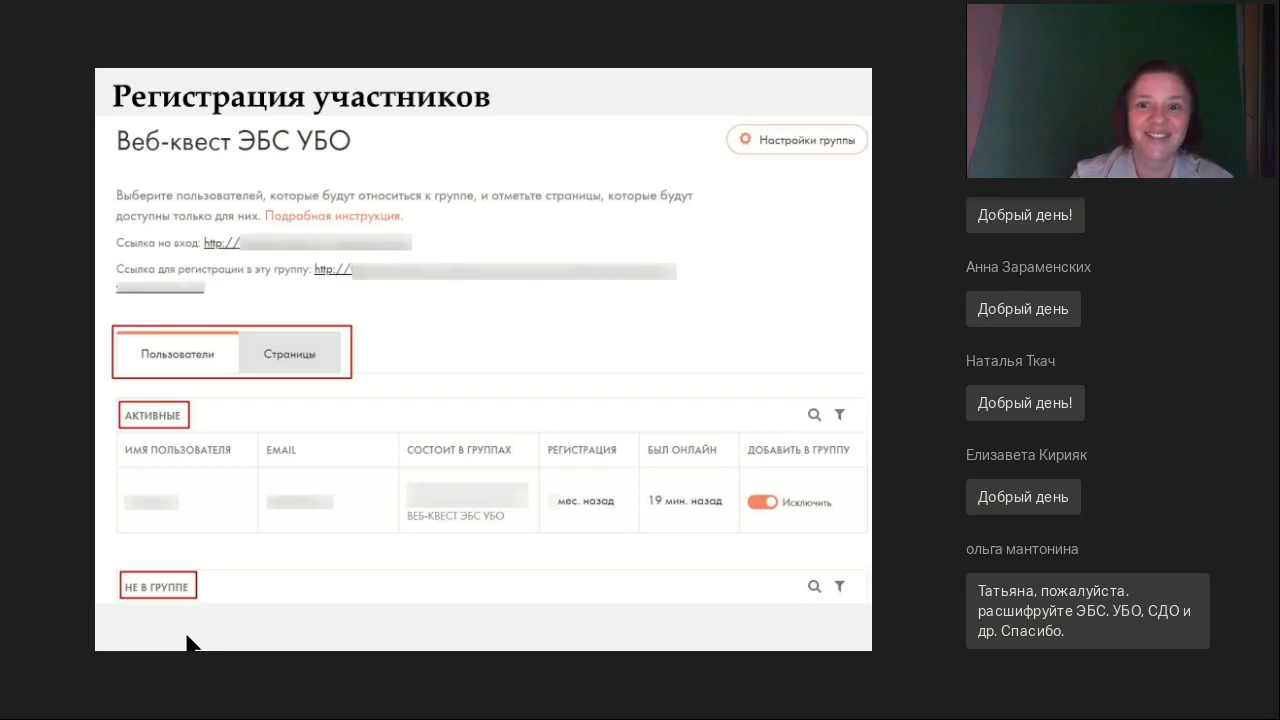 Регистрация участников
Веб-квест ЭБС УБО
Настройки группы
Выберите пользователей, которые будут относиться к группе, и отметьте страницы, которые будут
доступны только для них. Подробная инструкция.
Ссылка на вход: http://
Ссылка для регистрации в эту группу: http://
Пользователи
Страницы
АКТИВНЫЕ
ИМЯ ПОЛЬЗОВАТЕЛЯ
EMAIL
СОСТОИТ В ГРУППАХ
РЕГИСТРАЦИЯ
БЫЛ ОНЛАЙН
ДОБАВИТЬ В ГРУППУ
мес. назад
19 мин. назад
Исключить
ВЕБ-КВЕСТ ЭБС УБО
НЕ В ГРУППЕ
Добрый день!
Анна Зараменских
Добрый день
Наталья Ткач
Добрый день!
Елизавета Кирияк
Добрый день
ольга мантонина
Татьяна, пожалуйста.
расшифруйте ЭБС. УБО, СДО и
др. Спасибо.